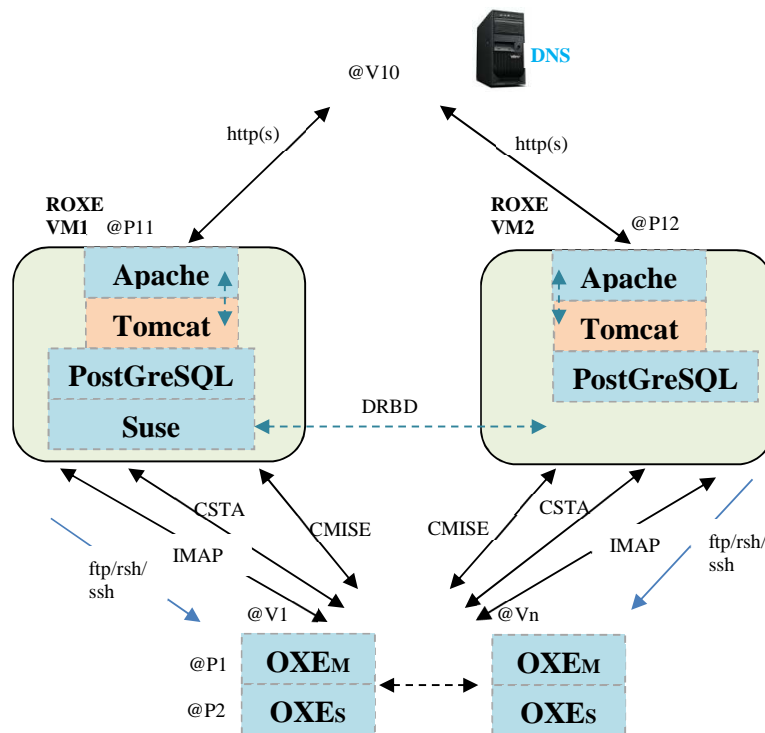 DNS
@V10
http(s)
http(s)
ROXE
VM1 @P11
ROXE
VM2
@P12
Apache
Tomcat
PostGreSQL
Suse
Apache
Tomcat
PostGreSQL
DRBD
CSTA
CMISE
IMAP
ftp/rsh/
ssh
CMISE
CSTA
IMAP
ftp/rsh/
ssh
@V1
@Vn
@P1
OXEM
@P2
OXES
OXEM
OXES